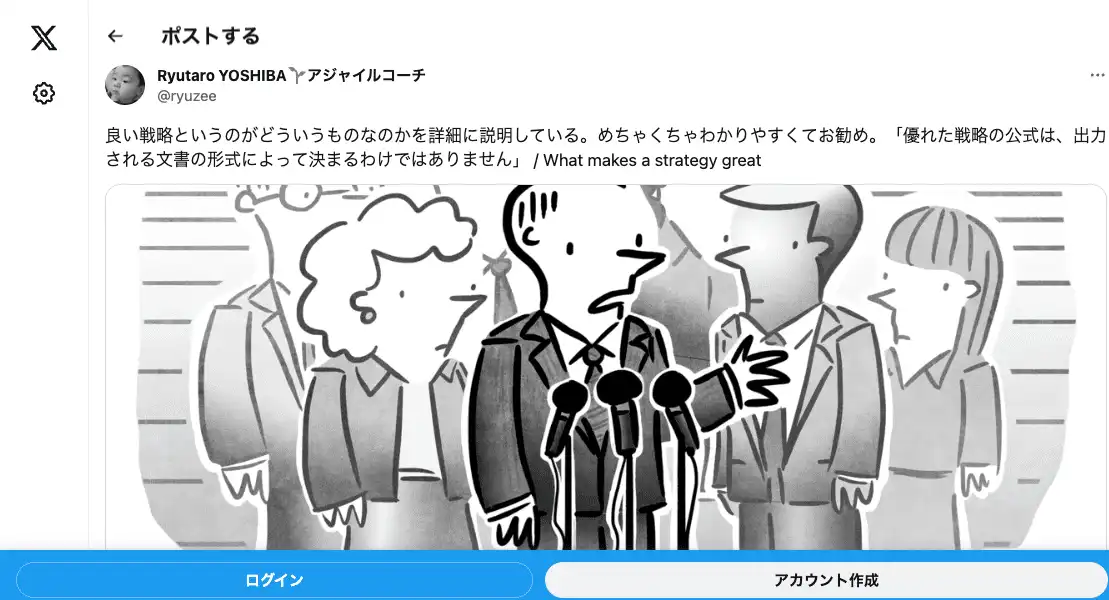 ポストする
Ryutaro YOSHIBA アジャイルコーチ
@ryuzee
良い戦略というのがどういうものなのかを詳細に説明している。めちゃくちゃわかりやすくてお勧め。「優れた戦略の公式は、出力
される文書の形式によって決まるわけではありません」 / What makes a strategy great
ログイン
アカウント作成